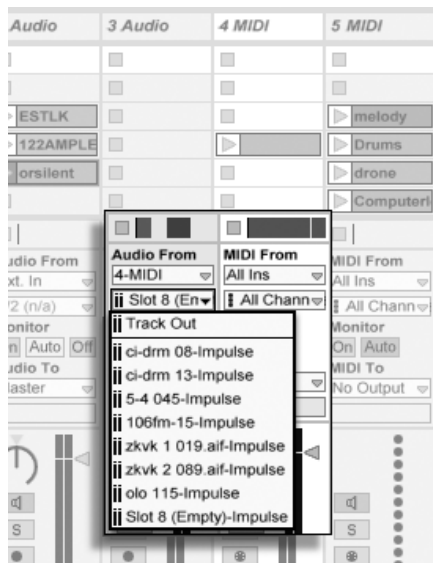 Audio
3 Audio
4 MIDI
5 MIDI
ESTLK
melody
122AMPLE
Drums
orsilent
drone
Computerl
udio From
Audio From
MIDI From
MIDI From
xt. In
4-MIDI
All Ins
All Ins
/2 (n/a)
Slot 8 (En
All Chann
All Chann
onitor
Monitor
n Auto Off
On Auto
udio To
MIDI To
laster
No Output
Track Out
ci-drm 08-Impulse
ci-drm 13-Impulse
5-4 045-Impulse
106fm-15-Impulse
zkvk 1 019.aif-Impulse
zkvk 2 089.aif-Impulse
olo 115-Impulse
Slot 8 (Empty)-Impulse
S
S